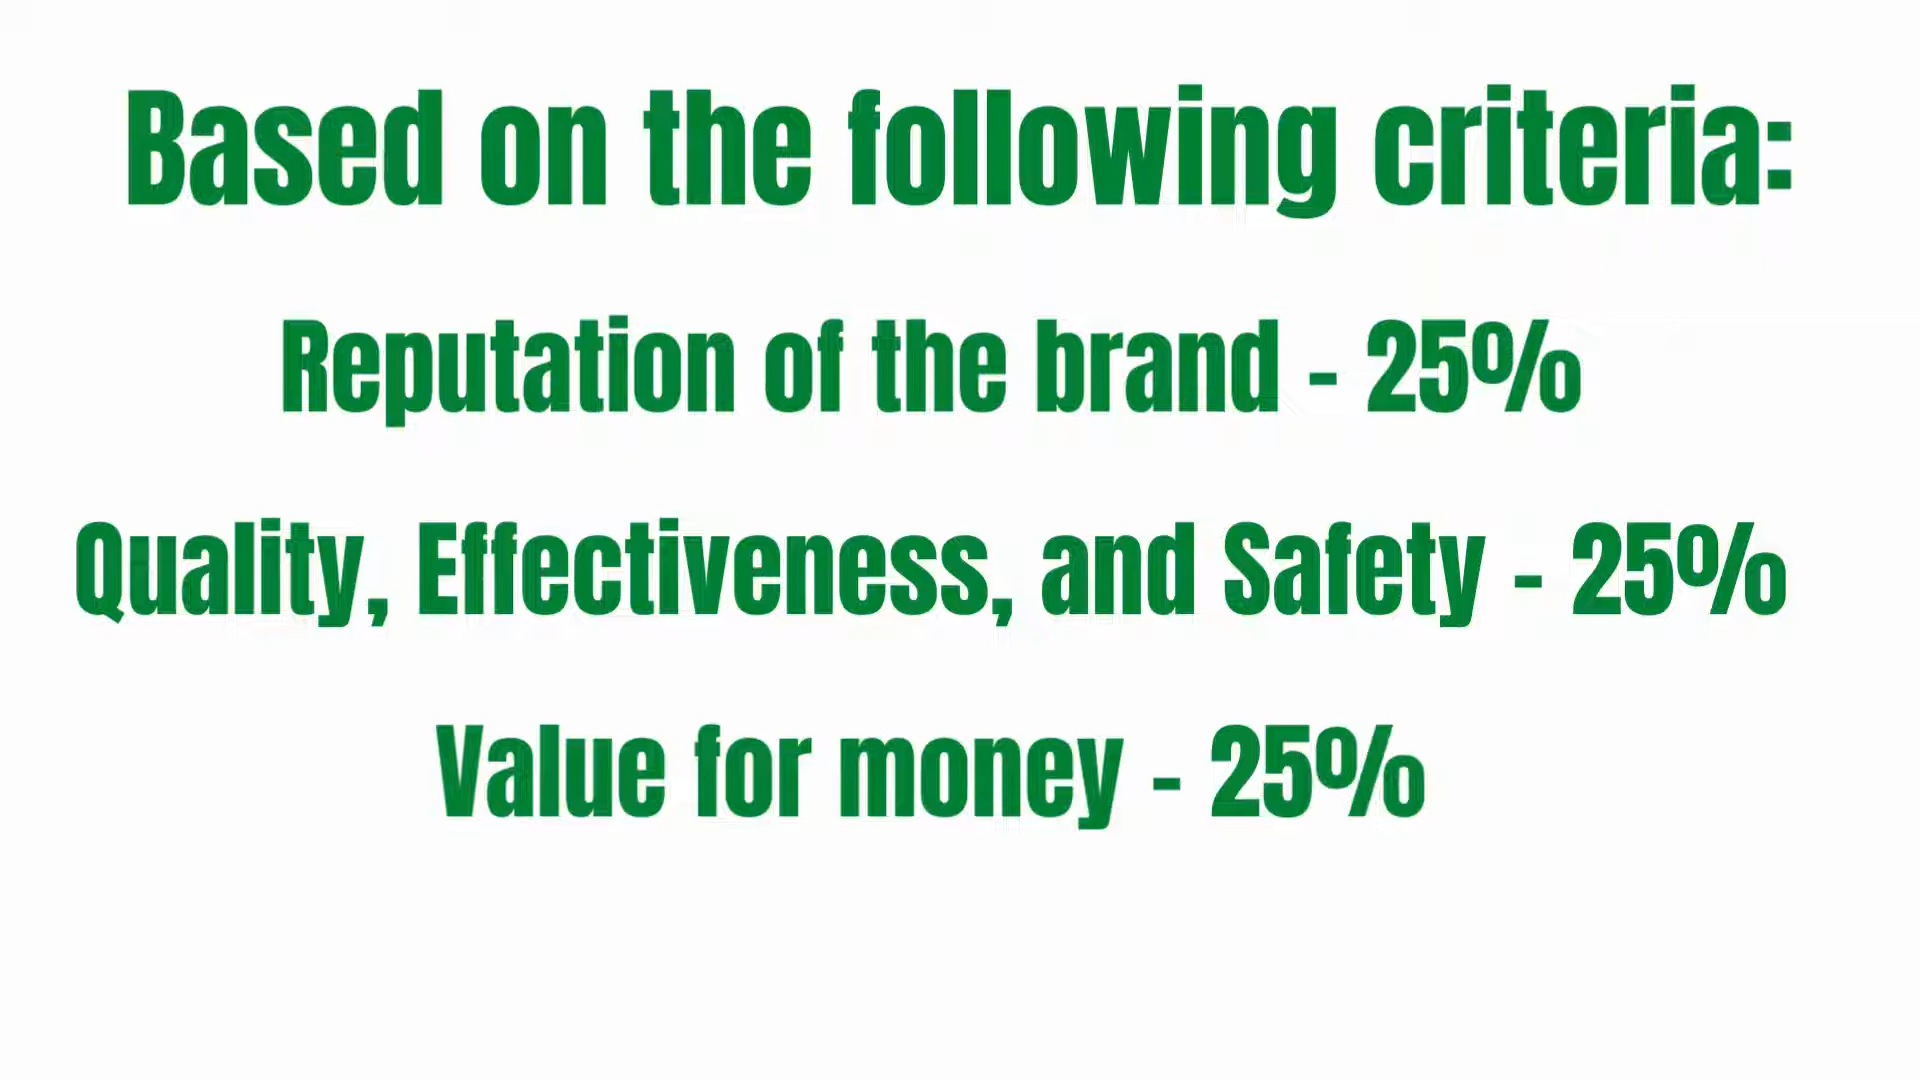 Based on the following criteria:
Reputation of the brand - 25%
Quality, Effectiveness, and Safety - 25%
Value for money - 25%